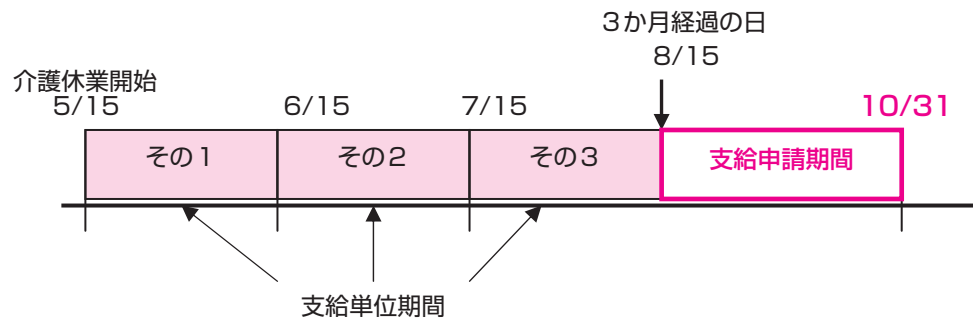 3か月経過の日
8/15
介護休業開始
5/15
6/15
7/15
10/31
その1
その2
その3
支給申請期間
支給単位期間